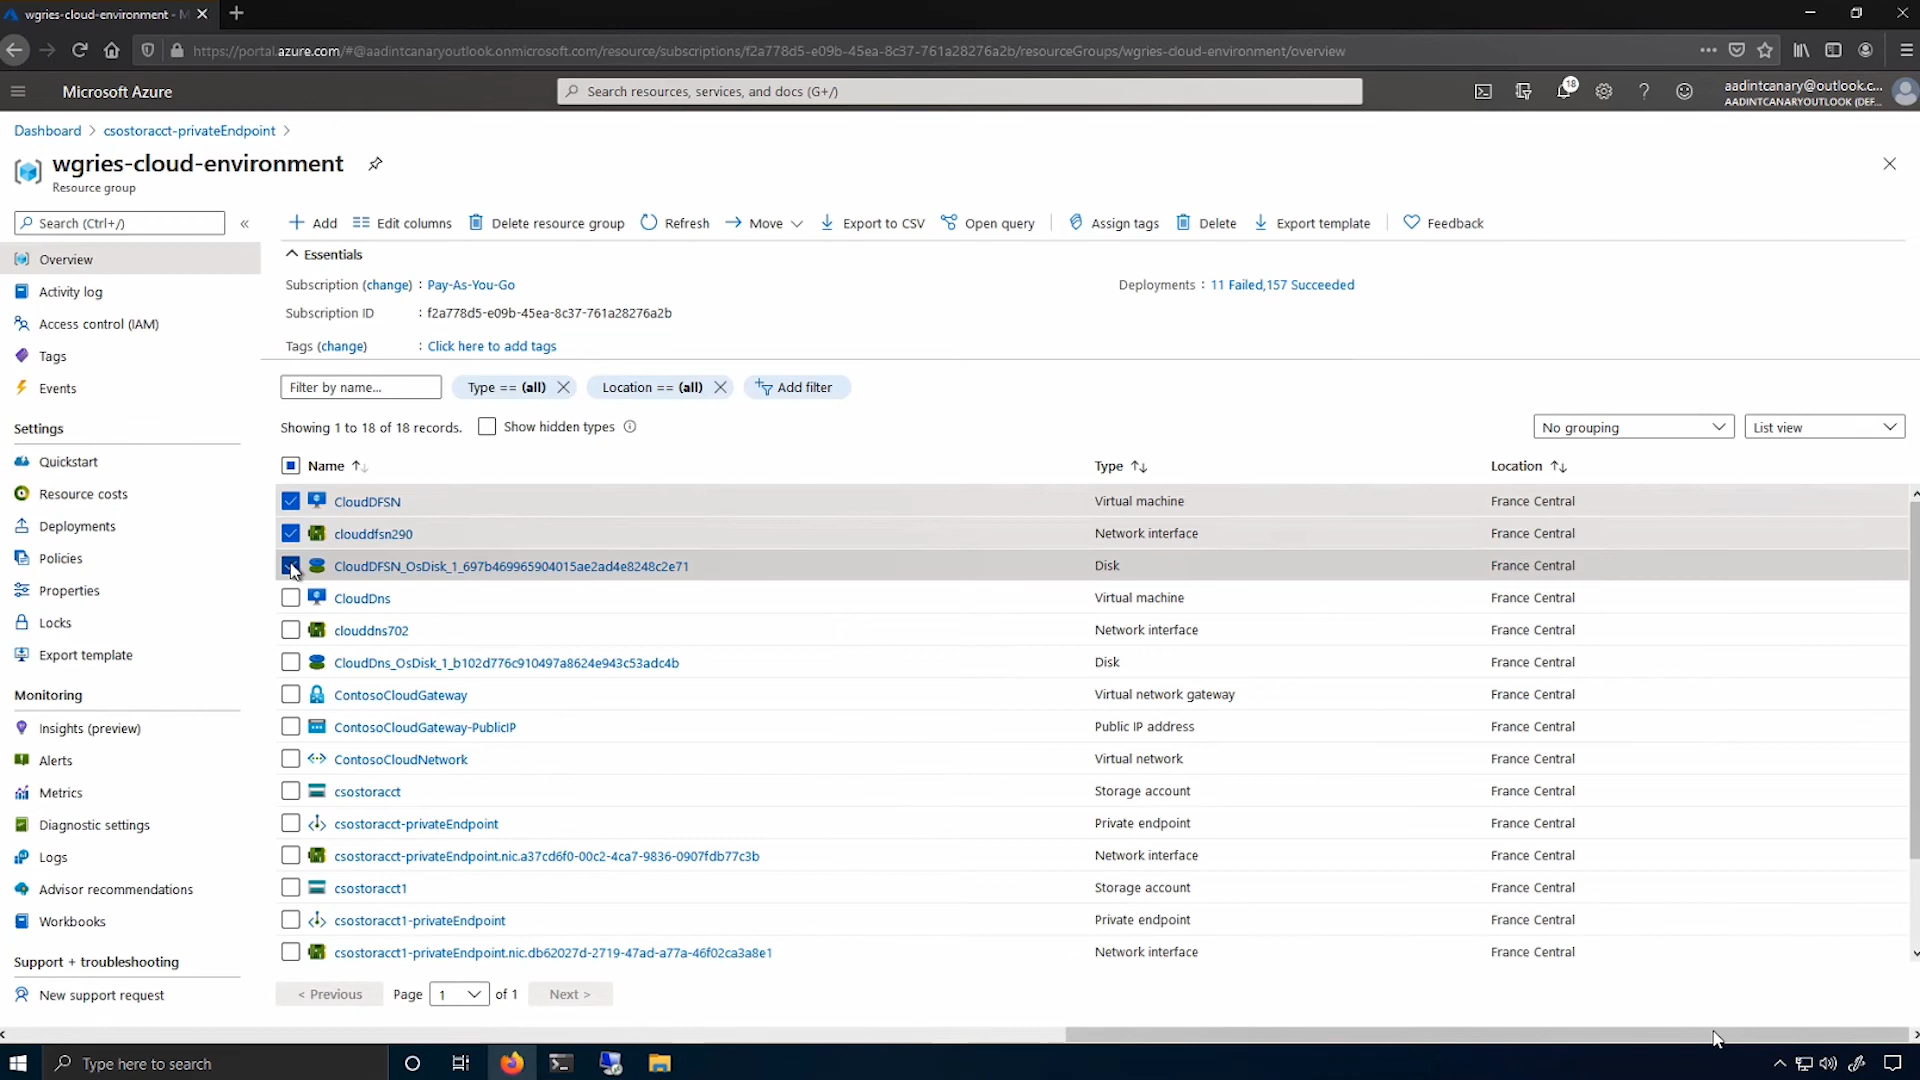 wgries-cloud-environment - M
https://portal.azure.com/#@aadintcanaryoutlook.onmicrosoft.com/resource/subscriptions/f2a778d5-e09b-45ea-8c37-761a28276a2b/resourceGroups/wgries-cloud-environment/overview
Microsoft Azure
Search resources, services, and docs (G+/)
18
aadintcanary@outlook.c...
AADINTCANARYOUTLOOK (DEF...
Dashboard > csostoracct-privateEndpoint >
wgries-cloud-environment
Resource group
Search (Ctrl+/)
Add Edit columns Delete resource group Refresh Move Export to CSV Open query Assign tags Delete Export template Feedback
Overview
Activity log
Access control (IAM)
Tags
Events
Settings
Quickstart
Resource costs
Deployments
Policies
Properties
Locks
Export template
Monitoring
Insights (preview)
Alerts
Metrics
Diagnostic settings
Logs
Advisor recommendations
Workbooks
Support + troubleshooting
New support request
Essentials
Subscription (change) : Pay-As-You-Go
Deployments : 11 Failed,157 Succeeded
Subscription ID : f2a778d5-e09b-45ea-8c37-761a28276a2b
Tags (change) : Click here to add tags
Filter by name... Type == (all) Location == (all) Add filter
Showing 1 to 18 of 18 records. Show hidden types No grouping List view
Name Type Location
CloudDFSN Virtual machine France Central
clouddfsn290 Network interface France Central
CloudDFSN_OsDisk_1_697b469965904015ae2ad4e8248c2e71 Disk France Central
CloudDns Virtual machine France Central
clouddns702 Network interface France Central
CloudDns_OsDisk_1_b102d776c910497a8624e943c53adc4b Disk France Central
ContosoCloudGateway Virtual network gateway France Central
ContosoCloudGateway-PublicIP Public IP address France Central
ContosoCloudNetwork Virtual network France Central
csostoracct Storage account France Central
csostoracct-privateEndpoint Private endpoint France Central
csostoracct-privateEndpoint.nic.a37cd6f0-00c2-4ca7-9836-0907fdb77c3b Network interface France Central
csostoracct1 Storage account France Central
csostoracct1-privateEndpoint Private endpoint France Central
csostoracct1-privateEndpoint.nic.db62027d-2719-47ad-a77a-46f02ca3a8e1 Network interface France Central
< Previous Page 1 of 1 Next >
Type here to search